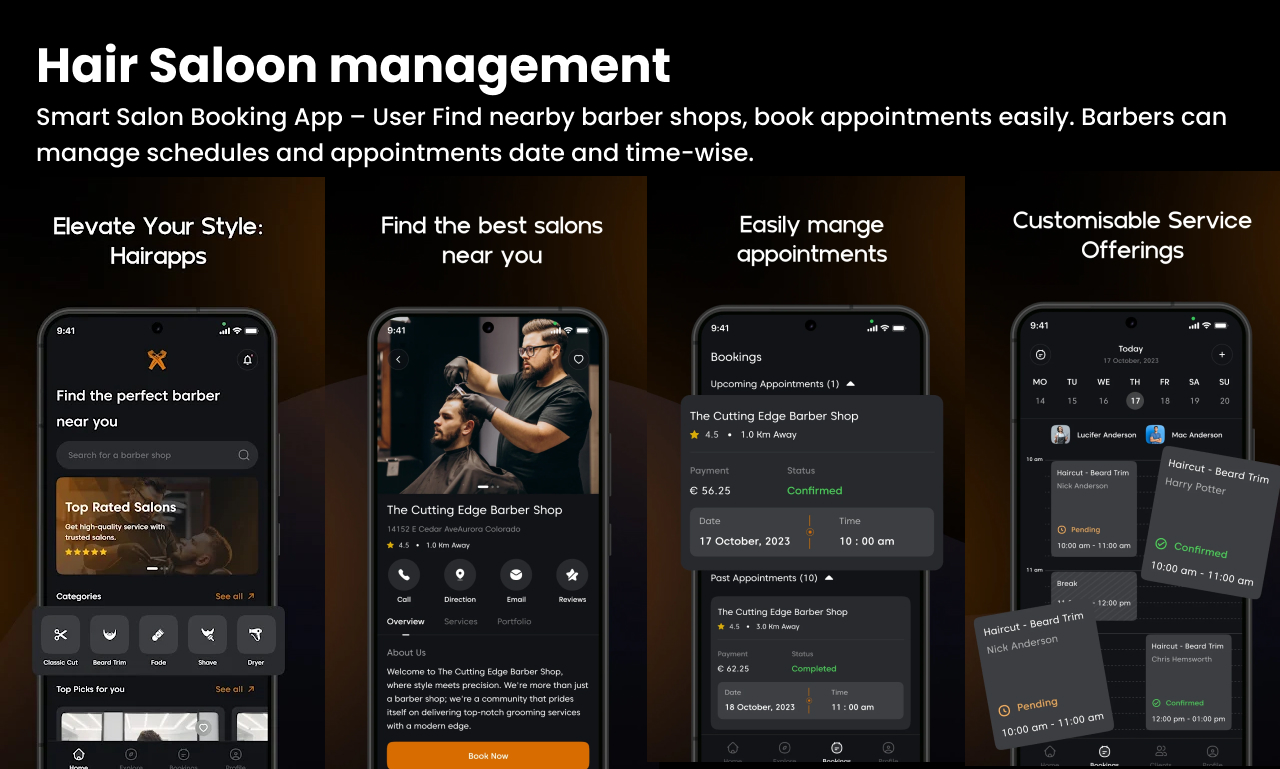 Hair Saloon management
Smart Salon Booking App – User Find nearby barber shops, book appointments easily. Barbers can
manage schedules and appointments date and time-wise.
Elevate Your Style:
Hairapps
9:41
Find the perfect barber
near you
Search for a barber shop
Top Rated Salons
Get high-quality service with
trusted salons.
Categories
See all
Classic Cut
Beard Trim
Fade
Shave
Dryer
Top Picks for you
See all
Home
Explore
Bookings
Profile
Find the best salons
near you
9:41
The Cutting Edge Barber Shop
14152 E Cedar AveAurora Colorado
4.5 • 1.0 Km Away
Call
Direction
Email
Reviews
Overview
Services
Portfolio
About Us
Welcome to The Cutting Edge Barber Shop,
where style meets precision. We're more than just
a barber shop; we're a community that prides
itself on delivering top-notch grooming services
with a modern edge.
Book Now
Easily mange
appointments
9:41
Bookings
Upcoming Appointments (1)
The Cutting Edge Barber Shop
4.5 • 1.0 Km Away
Payment
Status
€ 56.25
Confirmed
Date
Time
17 October, 2023
10 : 00 am
Past Appointments (10)
The Cutting Edge Barber Shop
4.5 • 3.0 Km Away
Payment
Status
€ 62.25
Completed
Date
Time
18 October, 2023
11 : 00 am
Home
Explore
Bookings
Profile
Customisable Service
Offerings
9:41
Today
17 October, 2023
MO TU WE TH FR SA SU
14 15 16 17 18 19 20
Lucifer Anderson
Mac Anderson
10 am
Haircut - Beard Trim
Nick Anderson
Pending
10:00 am - 11:00 am
Haircut - Beard Trim
Harry Potter
Confirmed
10:00 am - 11:00 am
11 am
Break
- 12:00 pm
Haircut - Beard Trim
Nick Anderson
Pending
10:00 am - 11:00 am
Haircut - Beard Trim
Chris Hemsworth
Confirmed
12:00 pm - 01:00 pm
Home
Bookings
Clients
Profile